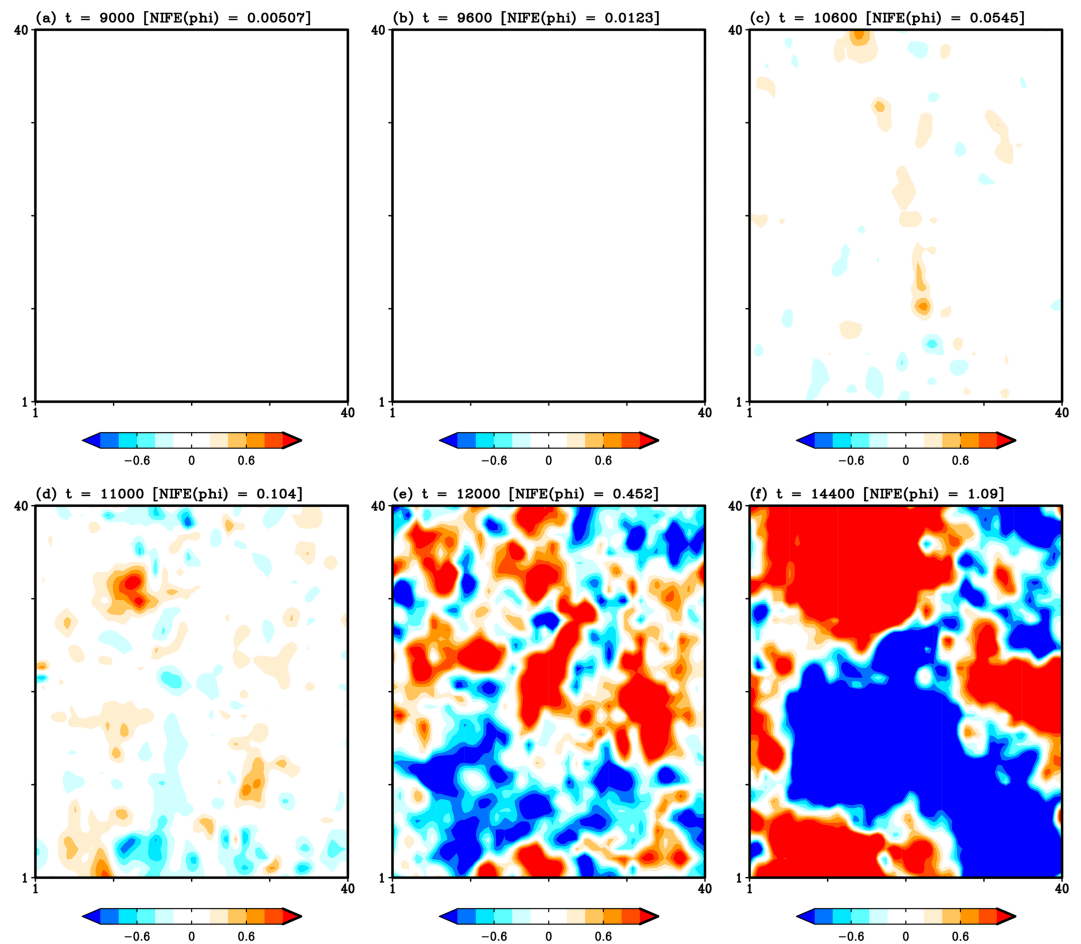 (a) t = 9000 [NIFE(phi) = 0.00507]
40
1
1 40
−0.6 0 0.6
(b) t = 9600 [NIFE(phi) = 0.0123]
40
1
1 40
−0.6 0 0.6
(c) t = 10600 [NIFE(phi) = 0.0545]
40
1
1 40
−0.6 0 0.6
(d) t = 11000 [NIFE(phi) = 0.104]
40
1
1 40
−0.6 0 0.6
(e) t = 12000 [NIFE(phi) = 0.452]
40
1
1 40
−0.6 0 0.6
(f) t = 14400 [NIFE(phi) = 1.09]
40
1
1 40
−0.6 0 0.6